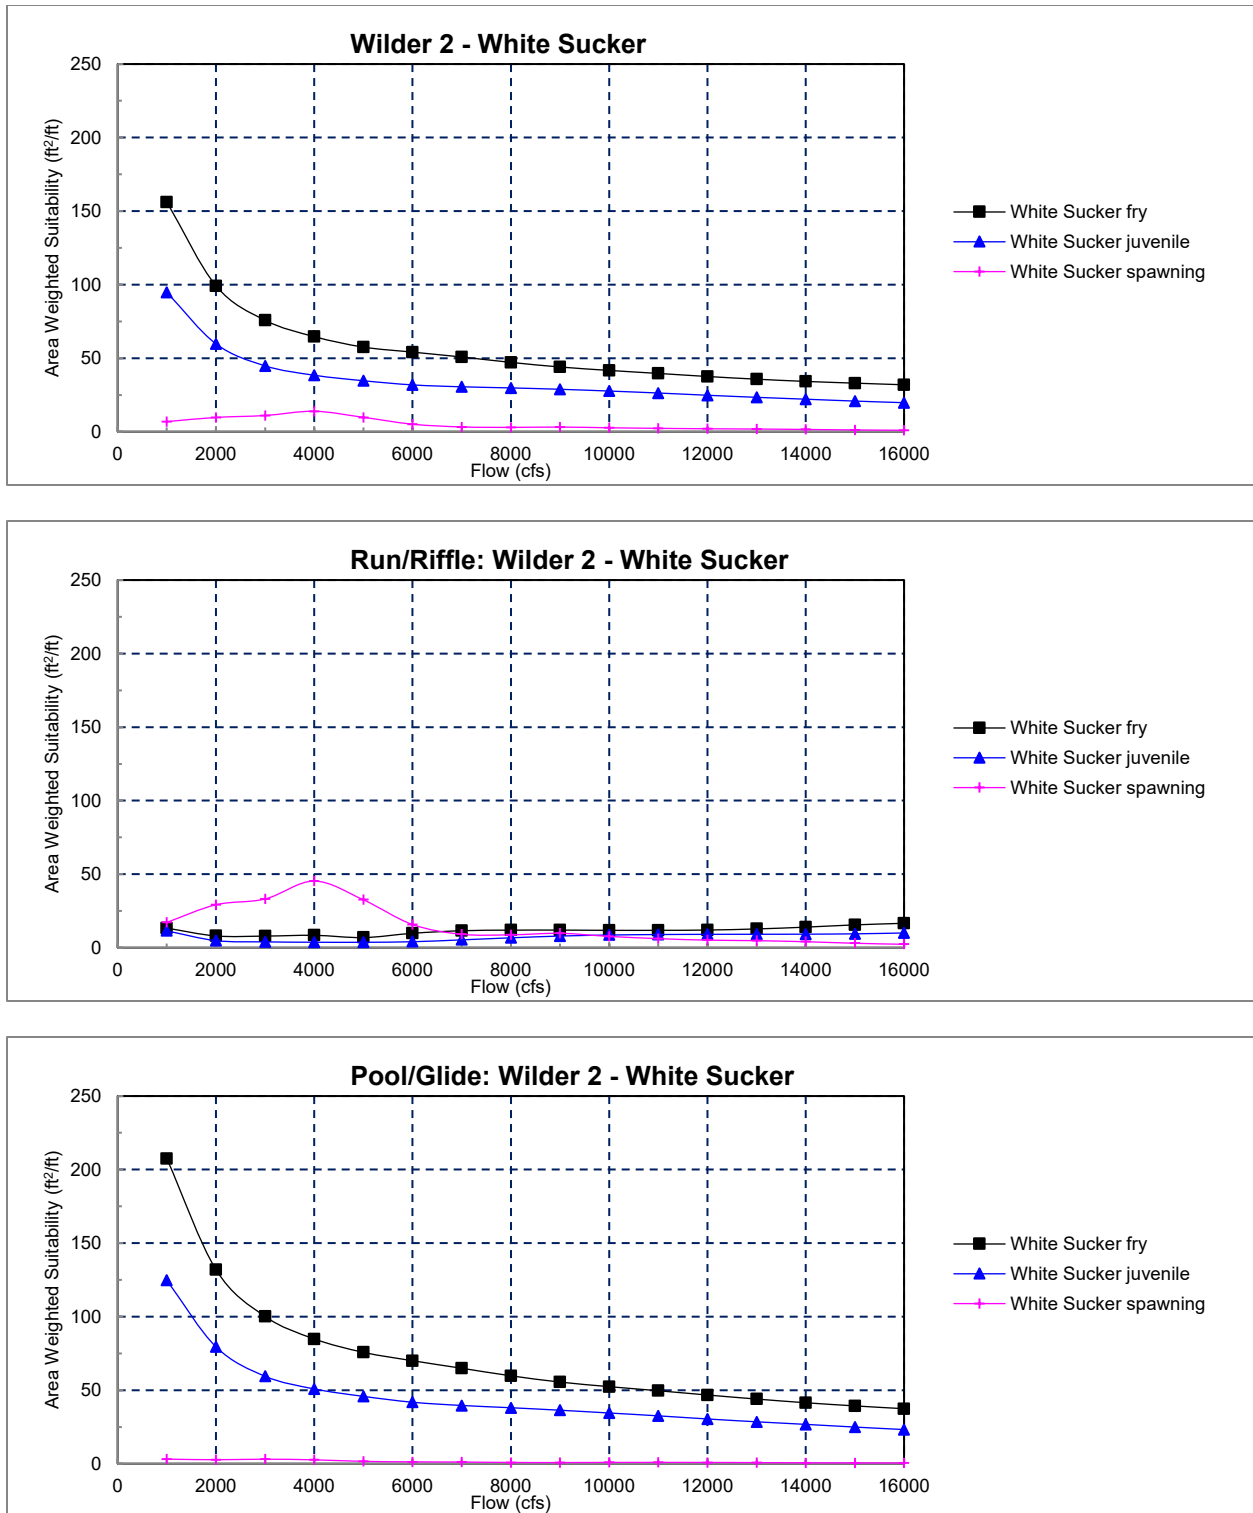 Wilder 2 - White Sucker
250
200
150
100
50
0
Area Weighted Suitability (ft²/ft)
0 2000 4000 6000 8000 10000 12000 14000 16000
Flow (cfs)
White Sucker fry
White Sucker juvenile
White Sucker spawning
Run/Riffle: Wilder 2 - White Sucker
250
200
150
100
50
0
Area Weighted Suitability (ft²/ft)
0 2000 4000 6000 8000 10000 12000 14000 16000
Flow (cfs)
White Sucker fry
White Sucker juvenile
White Sucker spawning
Pool/Glide: Wilder 2 - White Sucker
250
200
150
100
50
0
Area Weighted Suitability (ft²/ft)
0 2000 4000 6000 8000 10000 12000 14000 16000
Flow (cfs)
White Sucker fry
White Sucker juvenile
White Sucker spawning